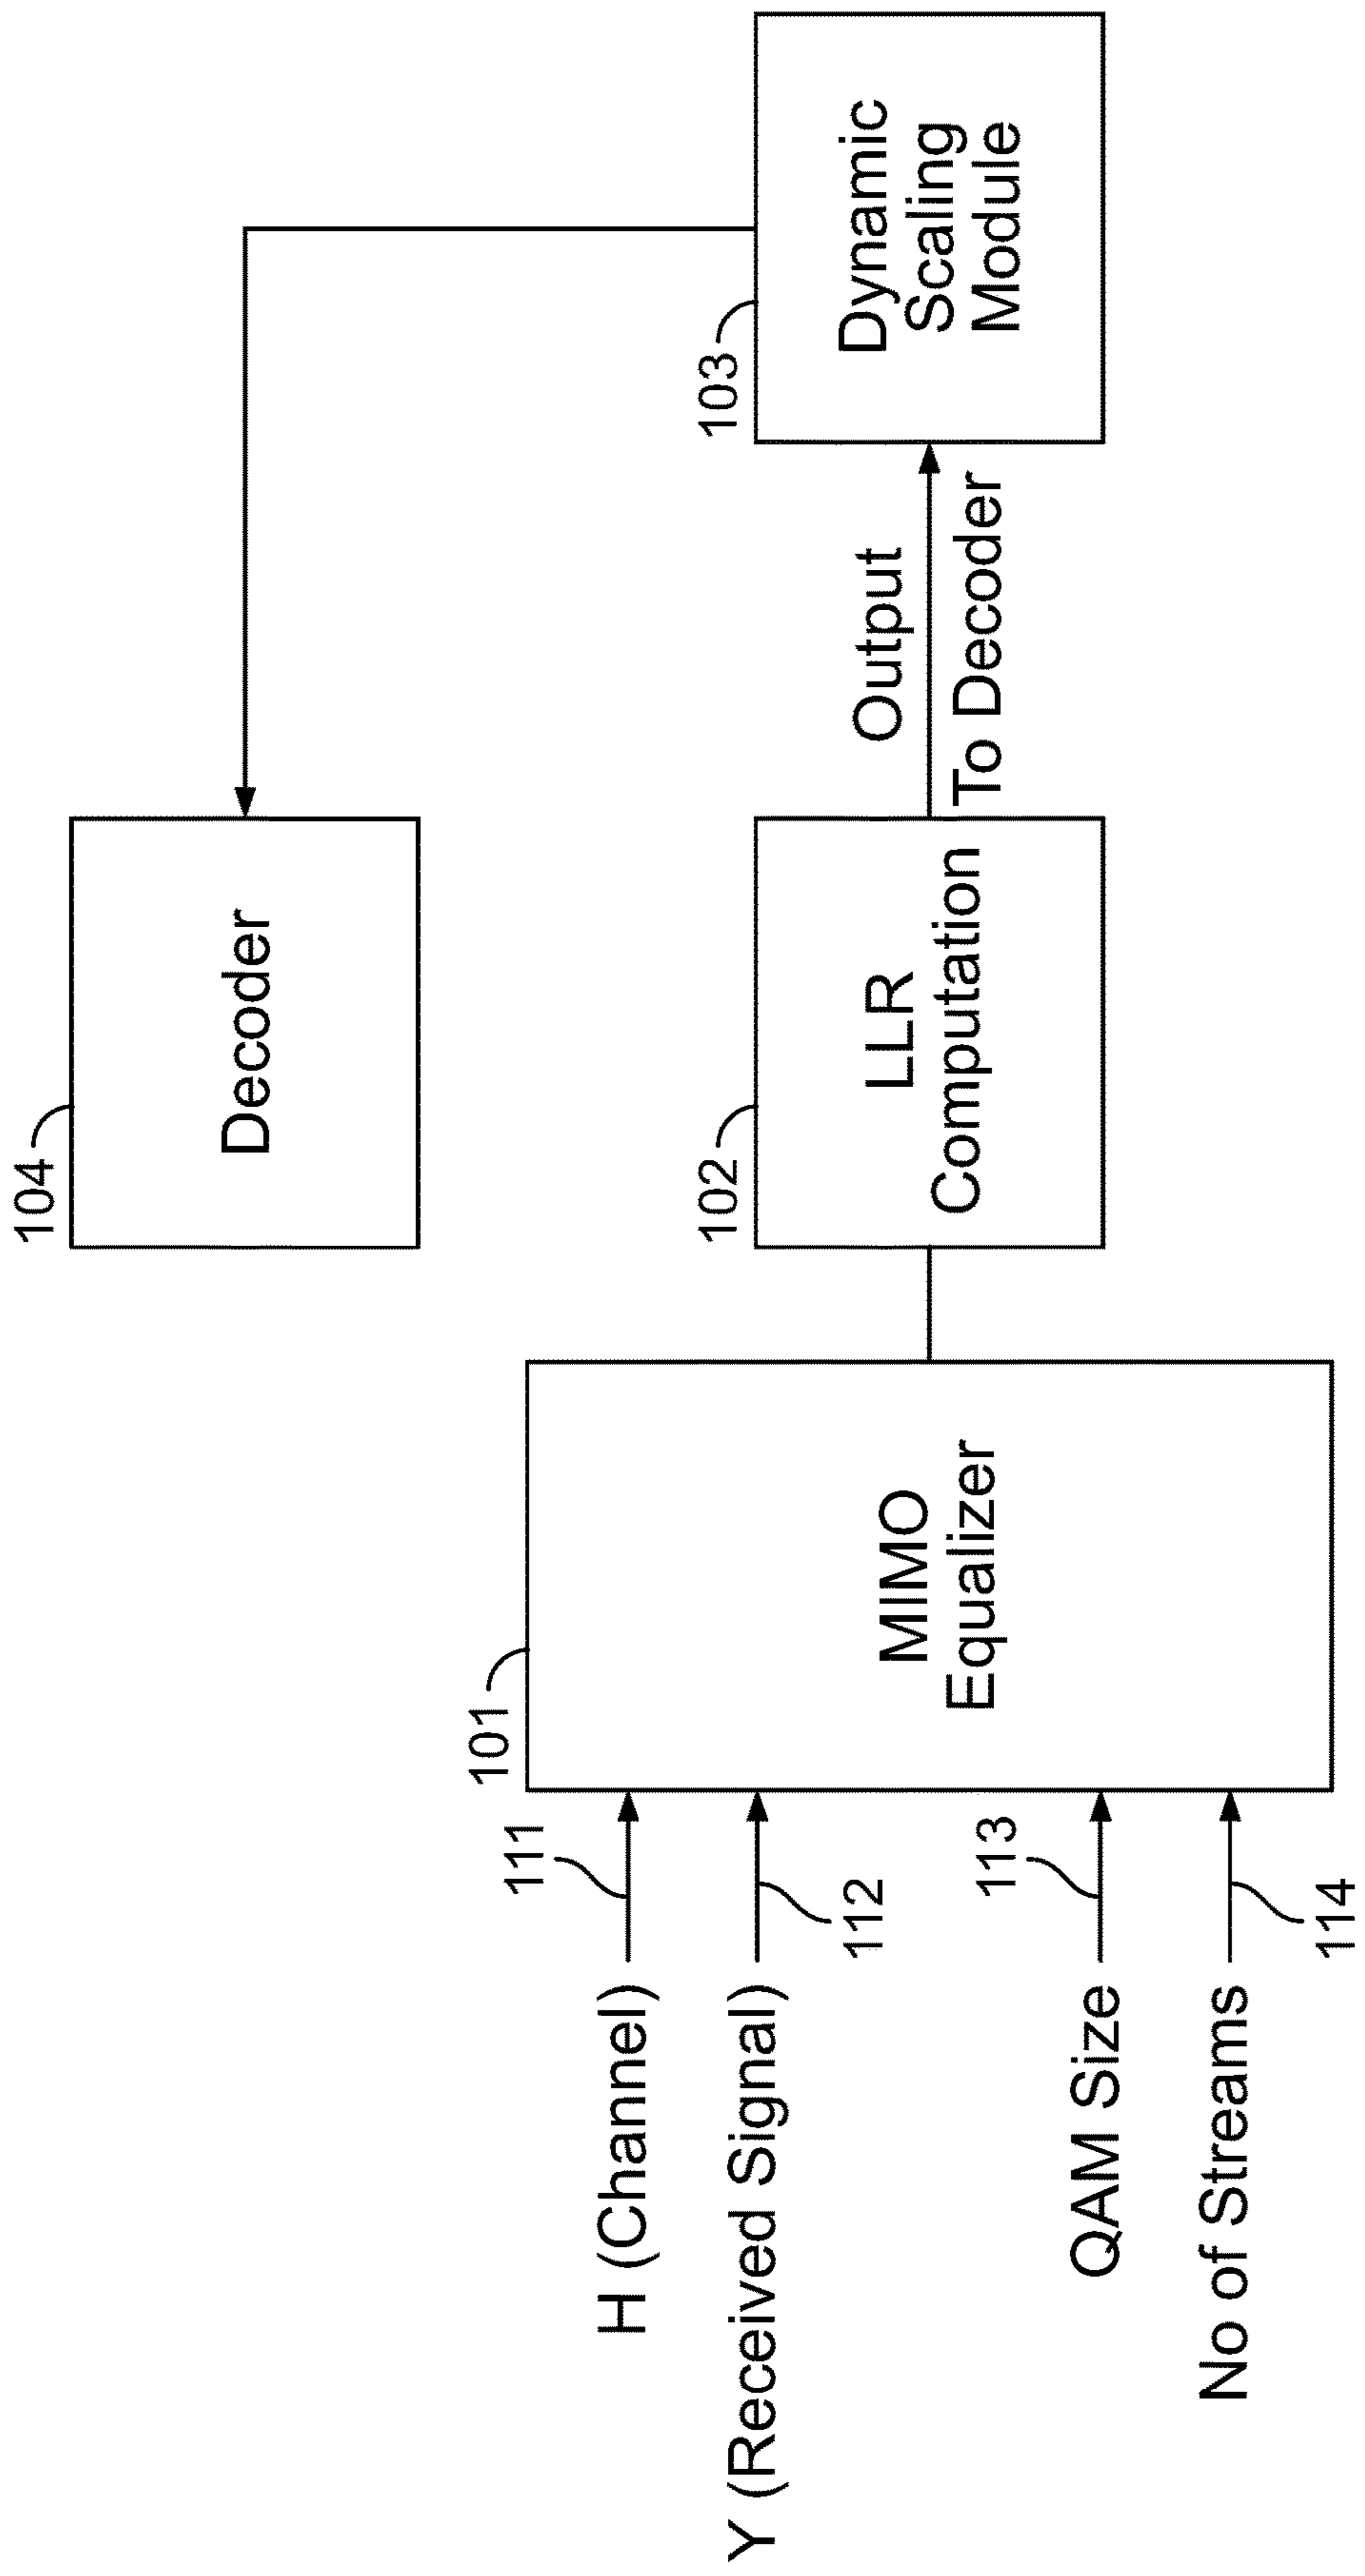 104
Decoder
101
102
103
H (Channel)
111
Y (Received Signal)
112
MIMO
Equalizer
LLR
Computation
Output
To Decoder
Dynamic
Scaling
Module
113
QAM Size
No of Streams
114